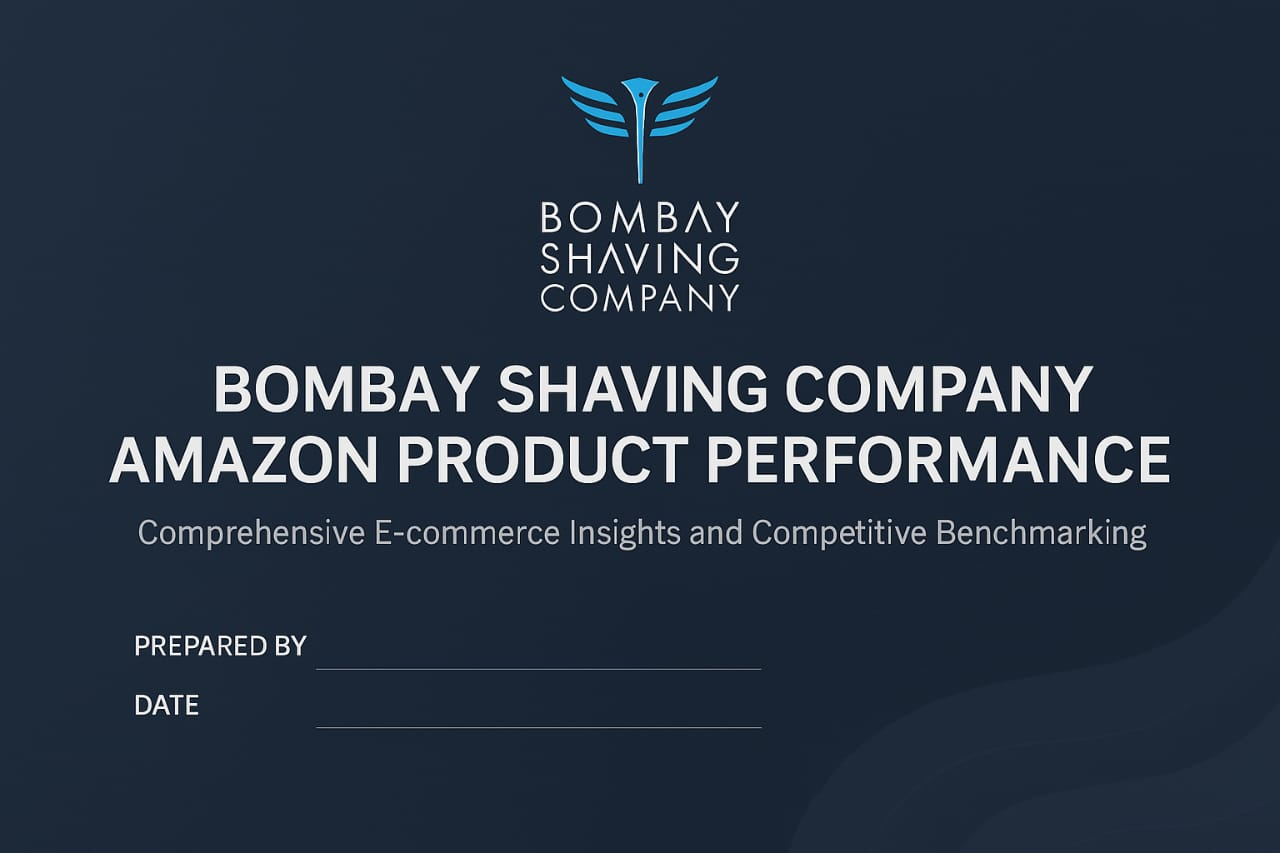 BOMBAY
SHAVING
COMPANY
BOMBAY SHAVING COMPANY
AMAZON PRODUCT PERFORMANCE
Comprehensive E-commerce Insights and Competitive Benchmarking
PREPARED BY
DATE